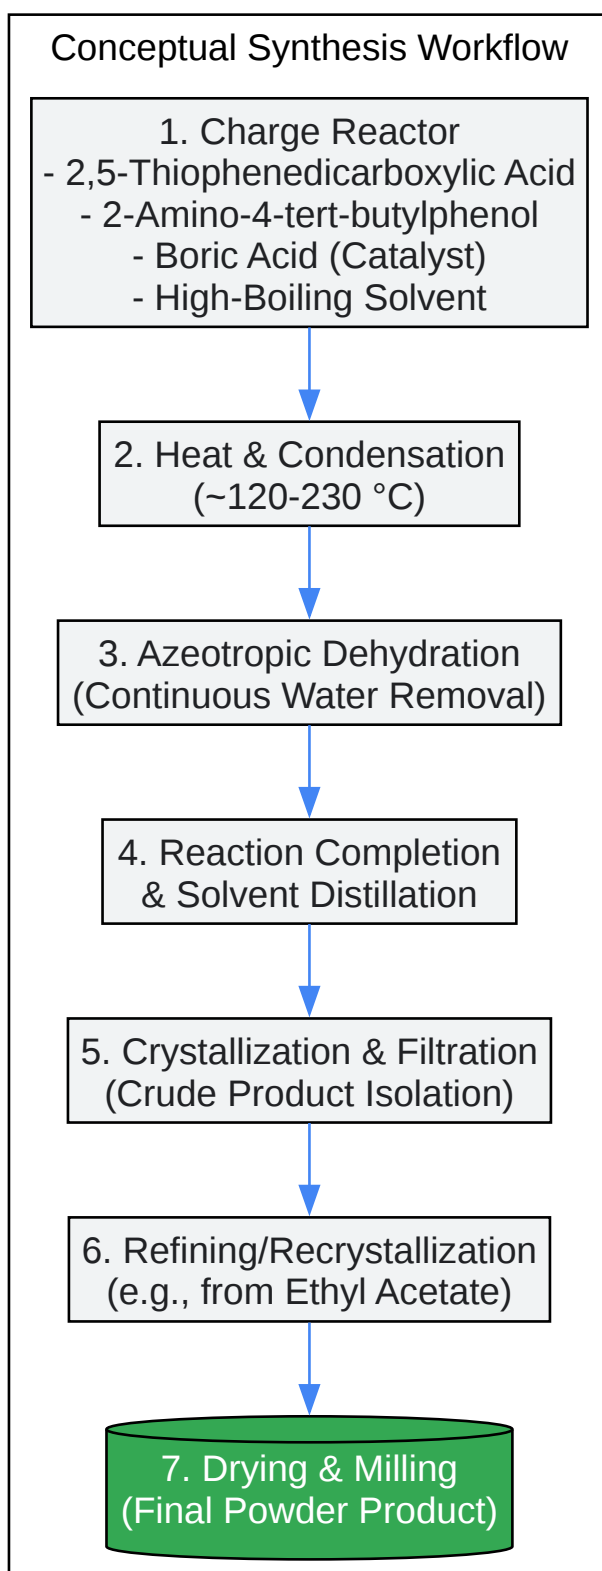 Conceptual Synthesis Workflow
1. Charge Reactor
- 2,5-Thiophenedicarboxylic Acid
- 2-Amino-4-tert-butylphenol
- Boric Acid (Catalyst)
- High-Boiling Solvent
2. Heat & Condensation
(~120-230 °C)
3. Azeotropic Dehydration
(Continuous Water Removal)
4. Reaction Completion
& Solvent Distillation
5. Crystallization & Filtration
(Crude Product Isolation)
6. Refining/Recrystallization
(e.g., from Ethyl Acetate)
7. Drying & Milling
(Final Powder Product)